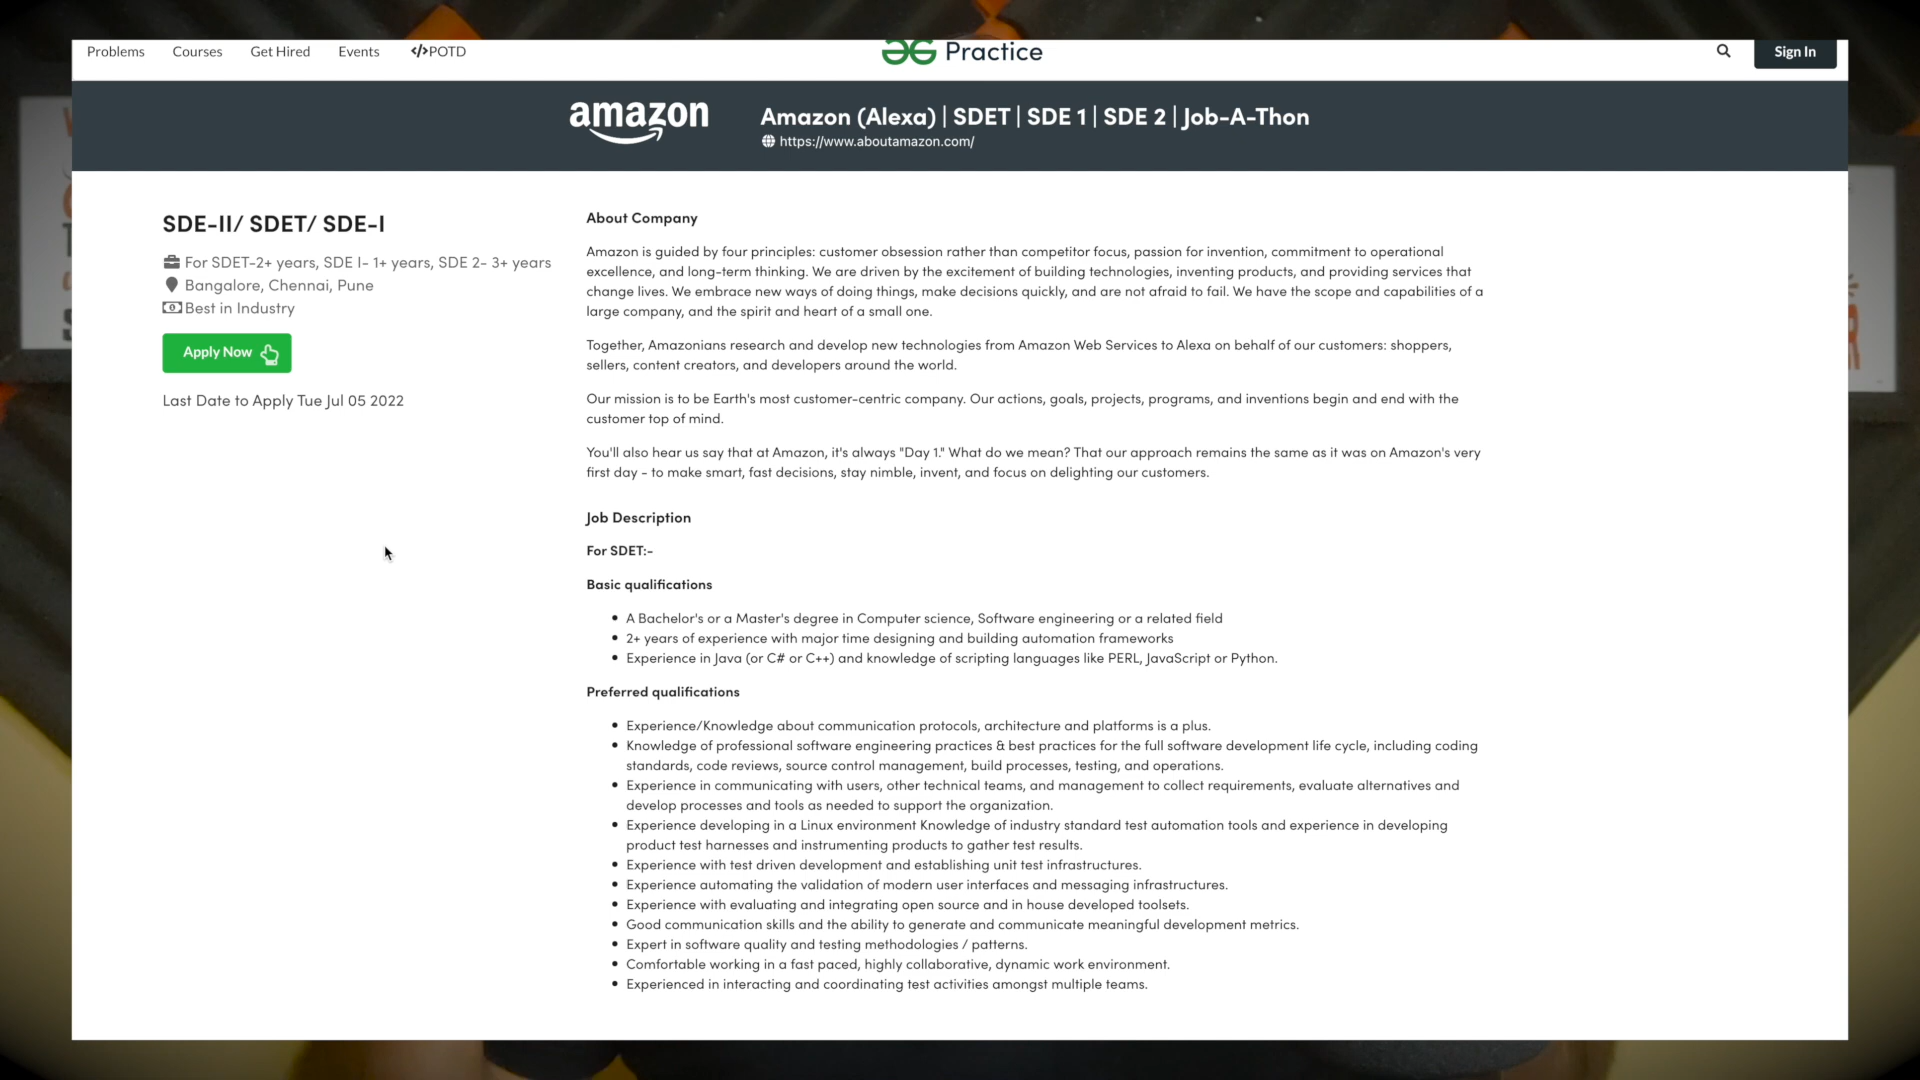 Problems Courses Get Hired Events </>POTD Practice Sign In
amazon
Amazon (Alexa) | SDET | SDE 1 | SDE 2 | Job-A-Thon
https://www.aboutamazon.com/
SDE-II/ SDET/ SDE-I
For SDET-2+ years, SDE I- 1+ years, SDE 2- 3+ years
Bangalore, Chennai, Pune
Best in Industry
Apply Now
Last Date to Apply Tue Jul 05 2022
About Company
Amazon is guided by four principles: customer obsession rather than competitor focus, passion for invention, commitment to operational
excellence, and long-term thinking. We are driven by the excitement of building technologies, inventing products, and providing services that
change lives. We embrace new ways of doing things, make decisions quickly, and are not afraid to fail. We have the scope and capabilities of a
large company, and the spirit and heart of a small one.
Together, Amazonians research and develop new technologies from Amazon Web Services to Alexa on behalf of our customers: shoppers,
sellers, content creators, and developers around the world.
Our mission is to be Earth's most customer-centric company. Our actions, goals, projects, programs, and inventions begin and end with the
customer top of mind.
You'll also hear us say that at Amazon, it's always "Day 1." What do we mean? That our approach remains the same as it was on Amazon's very
first day - to make smart, fast decisions, stay nimble, invent, and focus on delighting our customers.
Job Description
For SDET:-
Basic qualifications
• A Bachelor's or a Master's degree in Computer science, Software engineering or a related field
• 2+ years of experience with major time designing and building automation frameworks
• Experience in Java (or C# or C++) and knowledge of scripting languages like PERL, JavaScript or Python.
Preferred qualifications
• Experience/Knowledge about communication protocols, architecture and platforms is a plus.
• Knowledge of professional software engineering practices & best practices for the full software development life cycle, including coding
standards, code reviews, source control management, build processes, testing, and operations.
• Experience in communicating with users, other technical teams, and management to collect requirements, evaluate alternatives and
develop processes and tools as needed to support the organization.
• Experience developing in a Linux environment Knowledge of industry standard test automation tools and experience in developing
product test harnesses and instrumenting products to gather test results.
• Experience with test driven development and establishing unit test infrastructures.
• Experience automating the validation of modern user interfaces and messaging infrastructures.
• Experience with evaluating and integrating open source and in house developed toolsets.
• Good communication skills and the ability to generate and communicate meaningful development metrics.
• Expert in software quality and testing methodologies / patterns.
• Comfortable working in a fast paced, highly collaborative, dynamic work environment.
• Experienced in interacting and coordinating test activities amongst multiple teams.